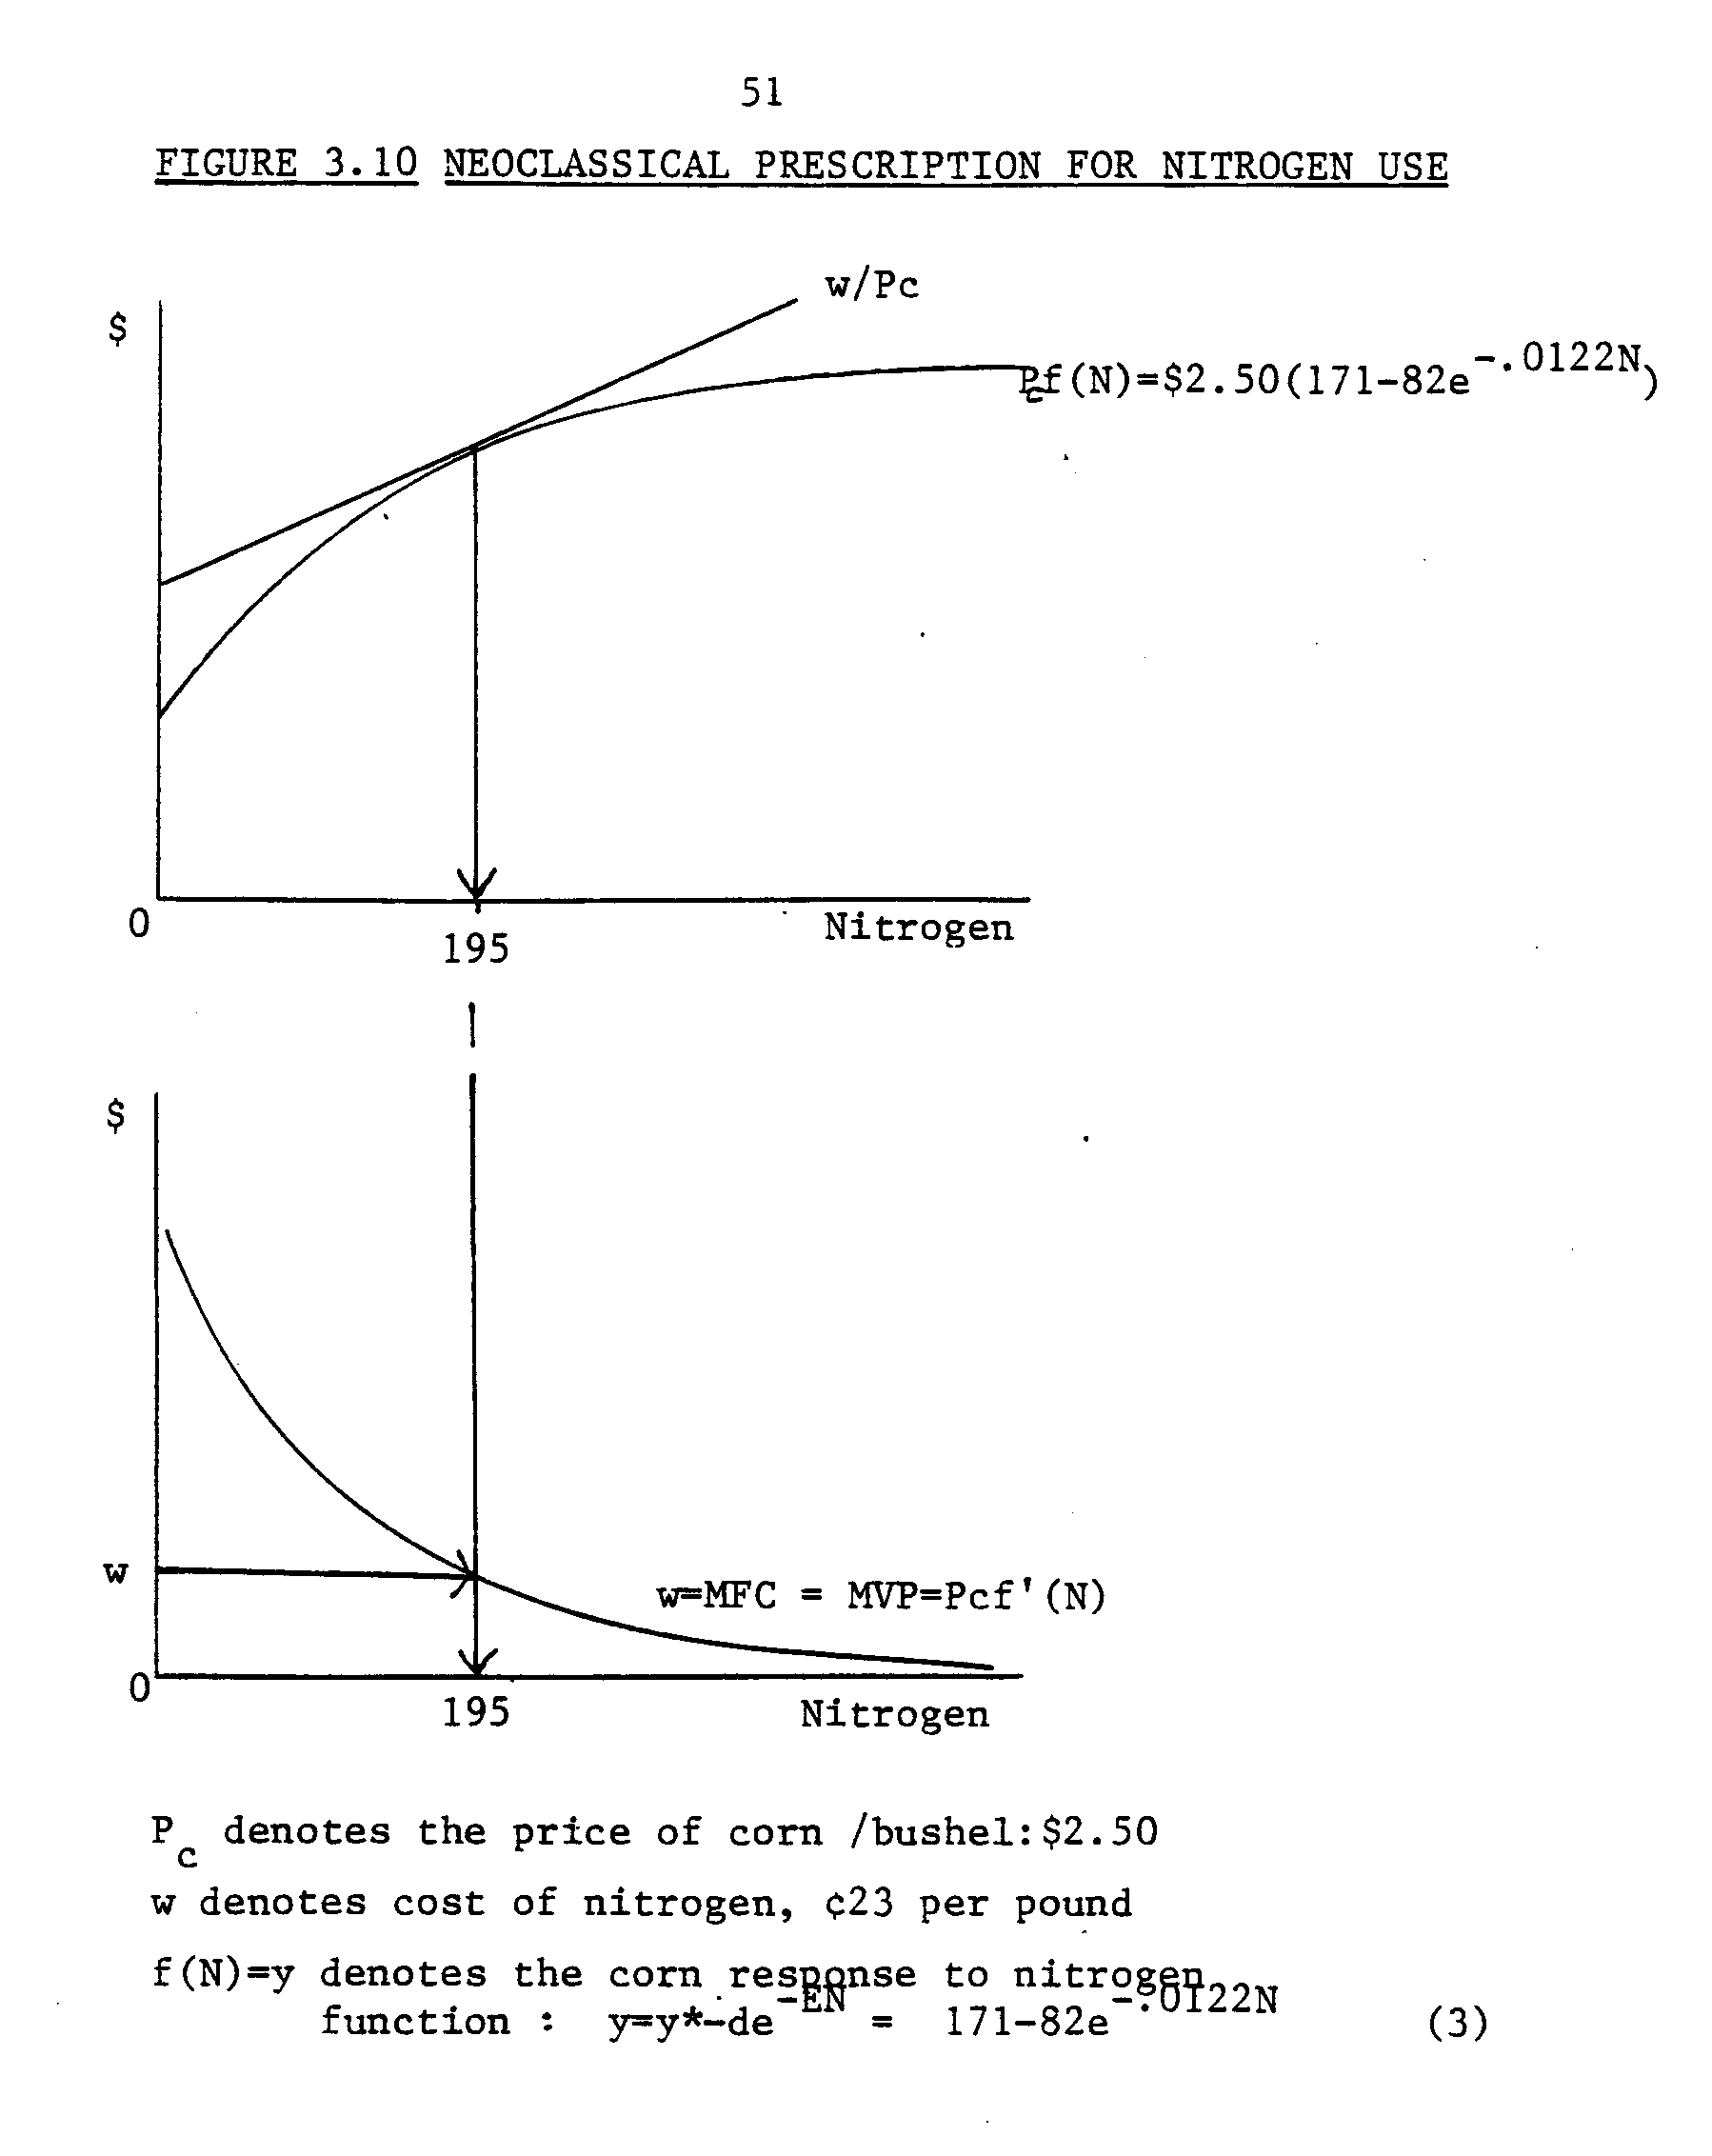 51
FIGURE 3.10 NEOCLASSICAL PRESCRIPTION FOR NITROGEN USE
w/Pc
$
Pcf(N)=$2.50(171-82e-.0122N)
0
Nitrogen
195
$
w
w=MFC = MVP=Pcf'(N)
0
195
Nitrogen
Pc denotes the price of corn /bushel:$2.50
w denotes cost of nitrogen, ¢23 per pound
f(N)=y denotes the corn response to nitrogen
function : y=y*-de-EN = 171-82e-.0122N (3)